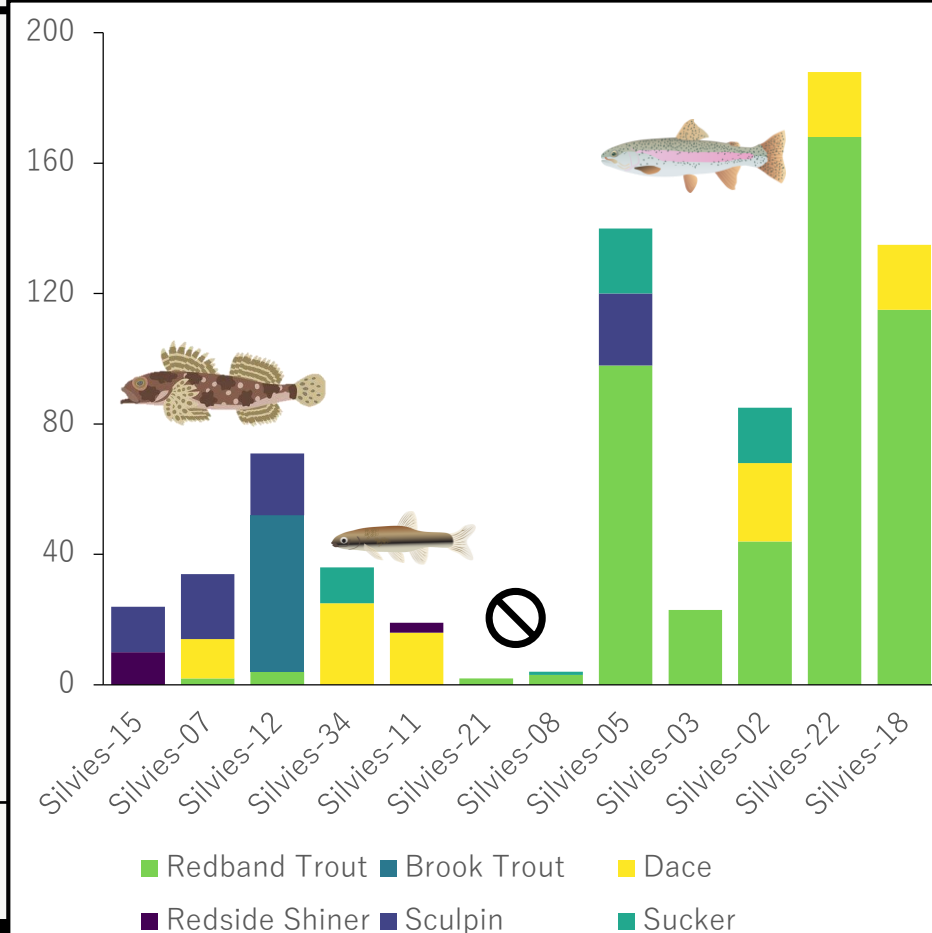 200
160
120
80
40
0
Silvies-15
Silvies-07
Silvies-12
Silvies-34
Silvies-11
Silvies-21
Silvies-08
Silvies-05
Silvies-03
Silvies-02
Silvies-22
Silvies-18
Redband Trout Brook Trout Dace
Redside Shiner Sculpin Sucker